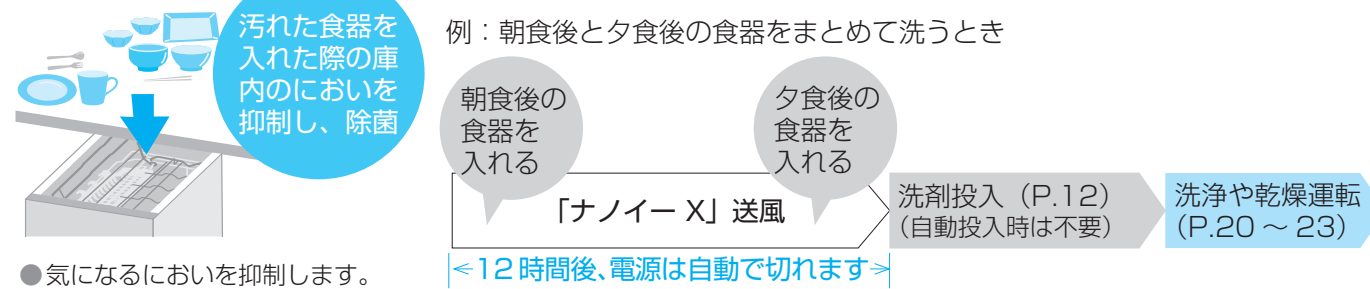 汚れた食器を
入れた際の庫
内のにおいを
抑制し、除菌
●気になるにおいを抑制します。
例：朝食後と夕食後の食器をまとめて洗うとき
朝食後の
食器を
入れる
夕食後の
食器を
入れる
「ナノイー X」送風
洗剤投入（P.12）
（自動投入時は不要）
洗浄や乾燥運転
（P.20 ～ 23）
12時間後、電源は自動で切れます